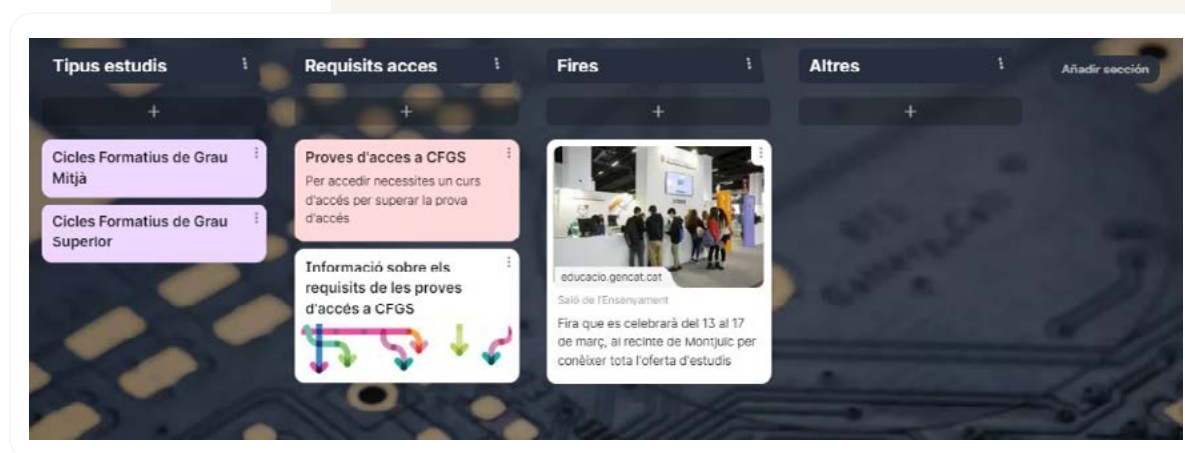 Tipus estudis
Requisits acces
Fires
Altres
Añadir sección
+
+
+
+
Cicles Formatius de Grau
Mitjà
Cicles Formatius de Grau
Superior
Proves d'acces a CFGS
Per accedir necessites un curs
d'accés per superar la prova
d'accés
Informació sobre els
requisits de les proves
d'accés a CFGS
educacio.gencat.cat
Saló de l'Ensenyament
Fira que es celebrarà del 13 al 17
de març, al recinte de Montjuïc per
conèixer tota l'oferta d'estudis